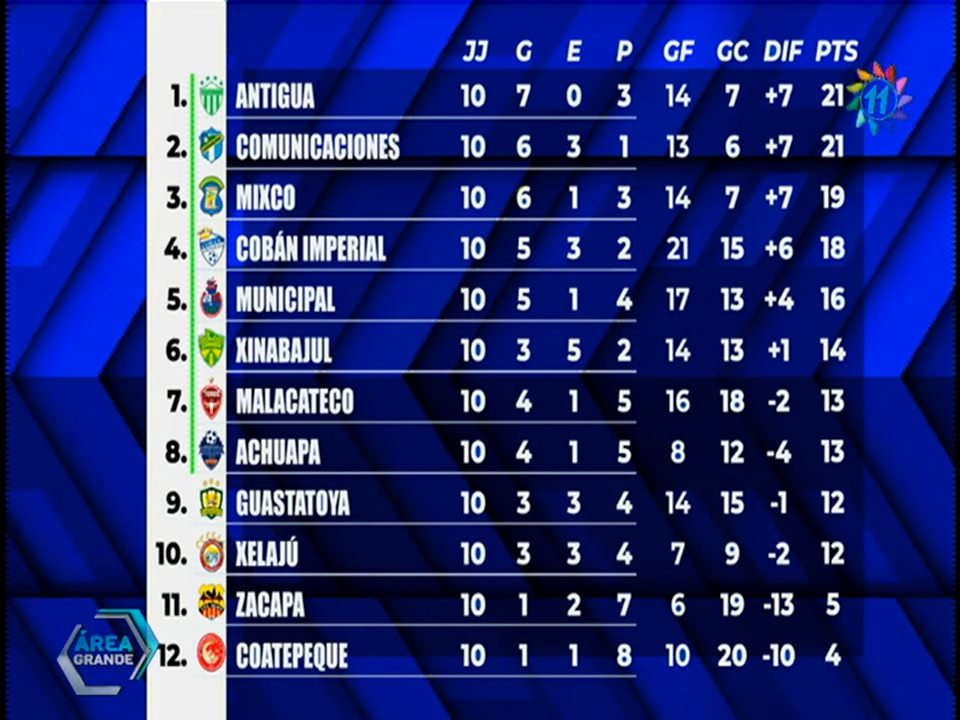 JJ G E P GF GC DIF PTS
1. ANTIGUA 10 7 0 3 14 7 +7 21
11
2. COMUNICACIONES 10 6 3 1 13 6 +7 21
3. MIXCO 10 6 1 3 14 7 +7 19
4. COBÁN IMPERIAL 10 5 3 2 21 15 +6 18
5. MUNICIPAL 10 5 1 4 17 13 +4 16
6. XINABAJUL 10 3 5 2 14 13 +1 14
7. MALACATECO 10 4 1 5 16 18 -2 13
8. ACHUAPA 10 4 1 5 8 12 -4 13
9. GUASTATOYA 10 3 3 4 14 15 -1 12
10. XELAJÚ 10 3 3 4 7 9 -2 12
11. ZACAPA 10 1 2 7 6 19 -13 5
12. COATEPEQUE 10 1 1 8 10 20 -10 4
ÁREA
GRANDE